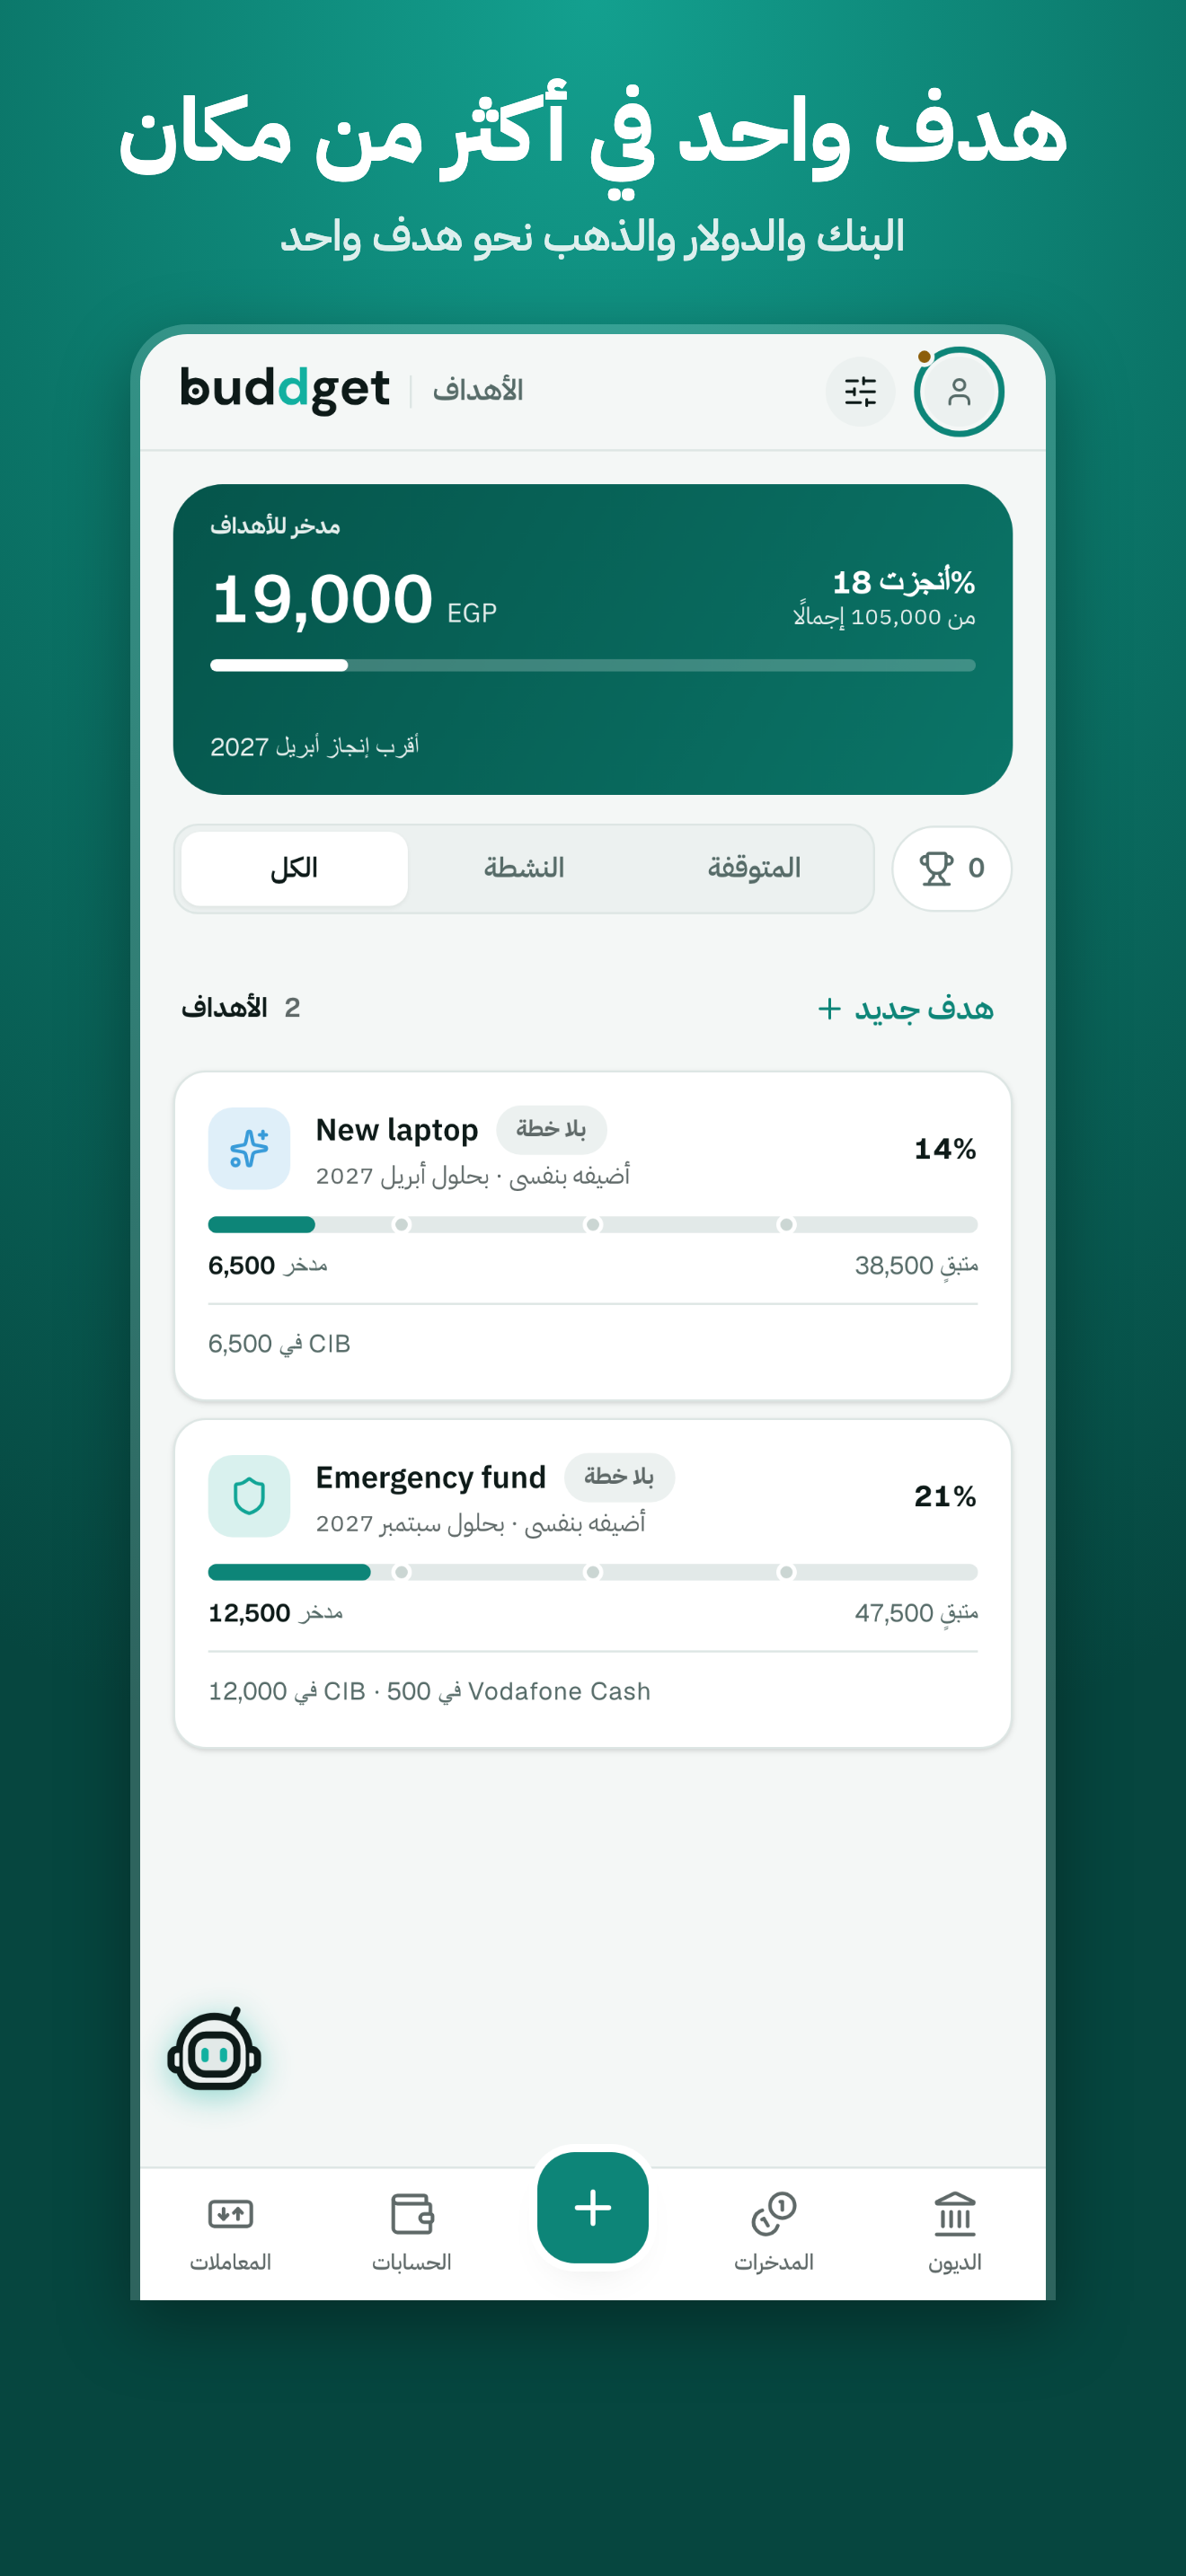 هدف واحد في أكثر من مكان
البنك والدولار والذهب نحو هدف واحد
buddget الأهداف
مدخر للأهداف
19,000 EGP
أنجزت 18%
من 105,000 إجمالًا
أقرب إنجاز أبريل 2027
الكل
النشطة
المتوقفة
0
الأهداف 2
هدف جديد +
New laptop بلا خطة
أضيفه بنفسي · بحلول أبريل 2027
14%
6,500 مدخر
متبقٍ 38,500
6,500 في CIB
Emergency fund بلا خطة
أضيفه بنفسي · بحلول سبتمبر 2027
21%
12,500 مدخر
متبقٍ 47,500
12,000 في CIB · 500 في Vodafone Cash
المعاملات
الحسابات
المدخرات
الديون